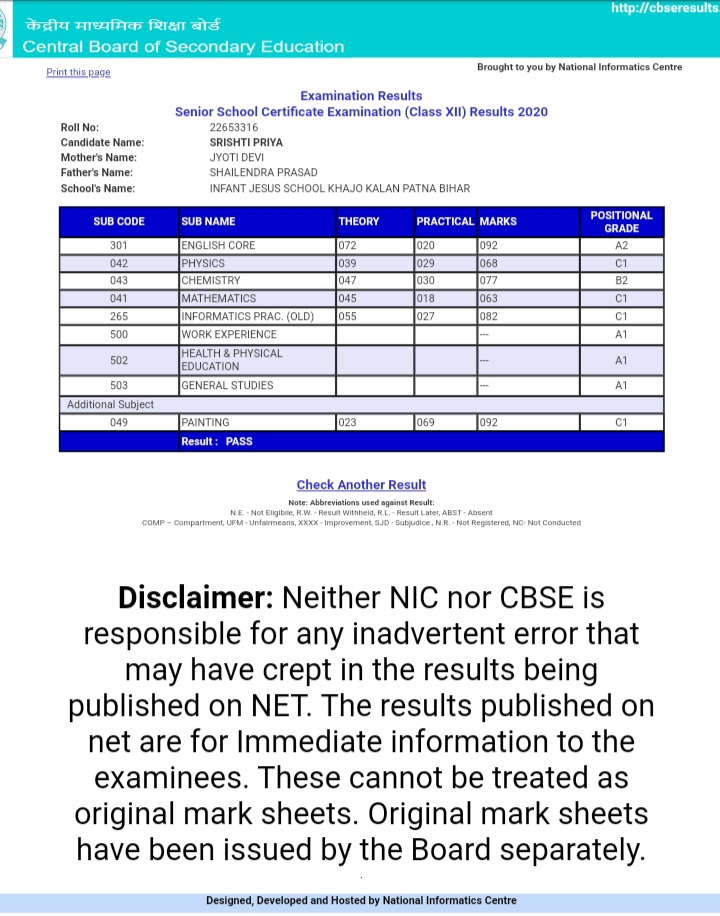 http://cbseresults.
केंद्रीय माध्यमिक शिक्षा बोर्ड
Central Board of Secondary Education
Print this page
Brought to you by National Informatics Centre
Examination Results
Senior School Certificate Examination (Class XII) Results 2020
Roll No: 22653316
Candidate Name: SRISHTI PRIYA
Mother's Name: JYOTI DEVI
Father's Name: SHAILENDRA PRASAD
School's Name: INFANT JESUS SCHOOL KHAJO KALAN PATNA BIHAR
SUB CODE SUB NAME THEORY PRACTICAL MARKS POSITIONAL GRADE
301 ENGLISH CORE 072 020 092 A2
042 PHYSICS 039 029 068 C1
043 CHEMISTRY 047 030 077 B2
041 MATHEMATICS 045 018 063 C1
265 INFORMATICS PRAC. (OLD) 055 027 082 C1
500 WORK EXPERIENCE --- A1
502 HEALTH & PHYSICAL EDUCATION --- A1
503 GENERAL STUDIES --- A1
Additional Subject
049 PAINTING 023 069 092 C1
Result : PASS
Check Another Result
Note: Abbreviations used against Result:
N.E. - Not Eligibile, R.W. - Result Withheld, R.L. - Result Later, ABST - Absent
COMP – Compartment, UFM - Unfairmeans, XXXX - Improvement, SJD - Subjudice , N.R. - Not Registered, NC- Not Conducted
Disclaimer: Neither NIC nor CBSE is
responsible for any inadvertent error that
may have crept in the results being
published on NET. The results published on
net are for Immediate information to the
examinees. These cannot be treated as
original mark sheets. Original mark sheets
have been issued by the Board separately.
.
Designed, Developed and Hosted by National Informatics Centre